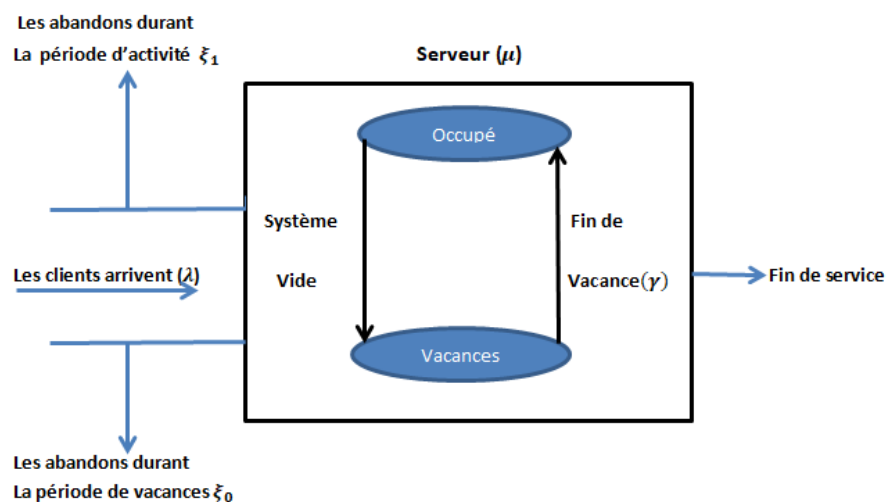 Les abandons durant
La période d'activité ξ₁
Serveur (μ)
Occupé
Système
Vide
Fin de
Vacance(γ)
Les clients arrivent (λ)
Fin de service
Vacances
Les abandons durant
La période de vacances ξ₀